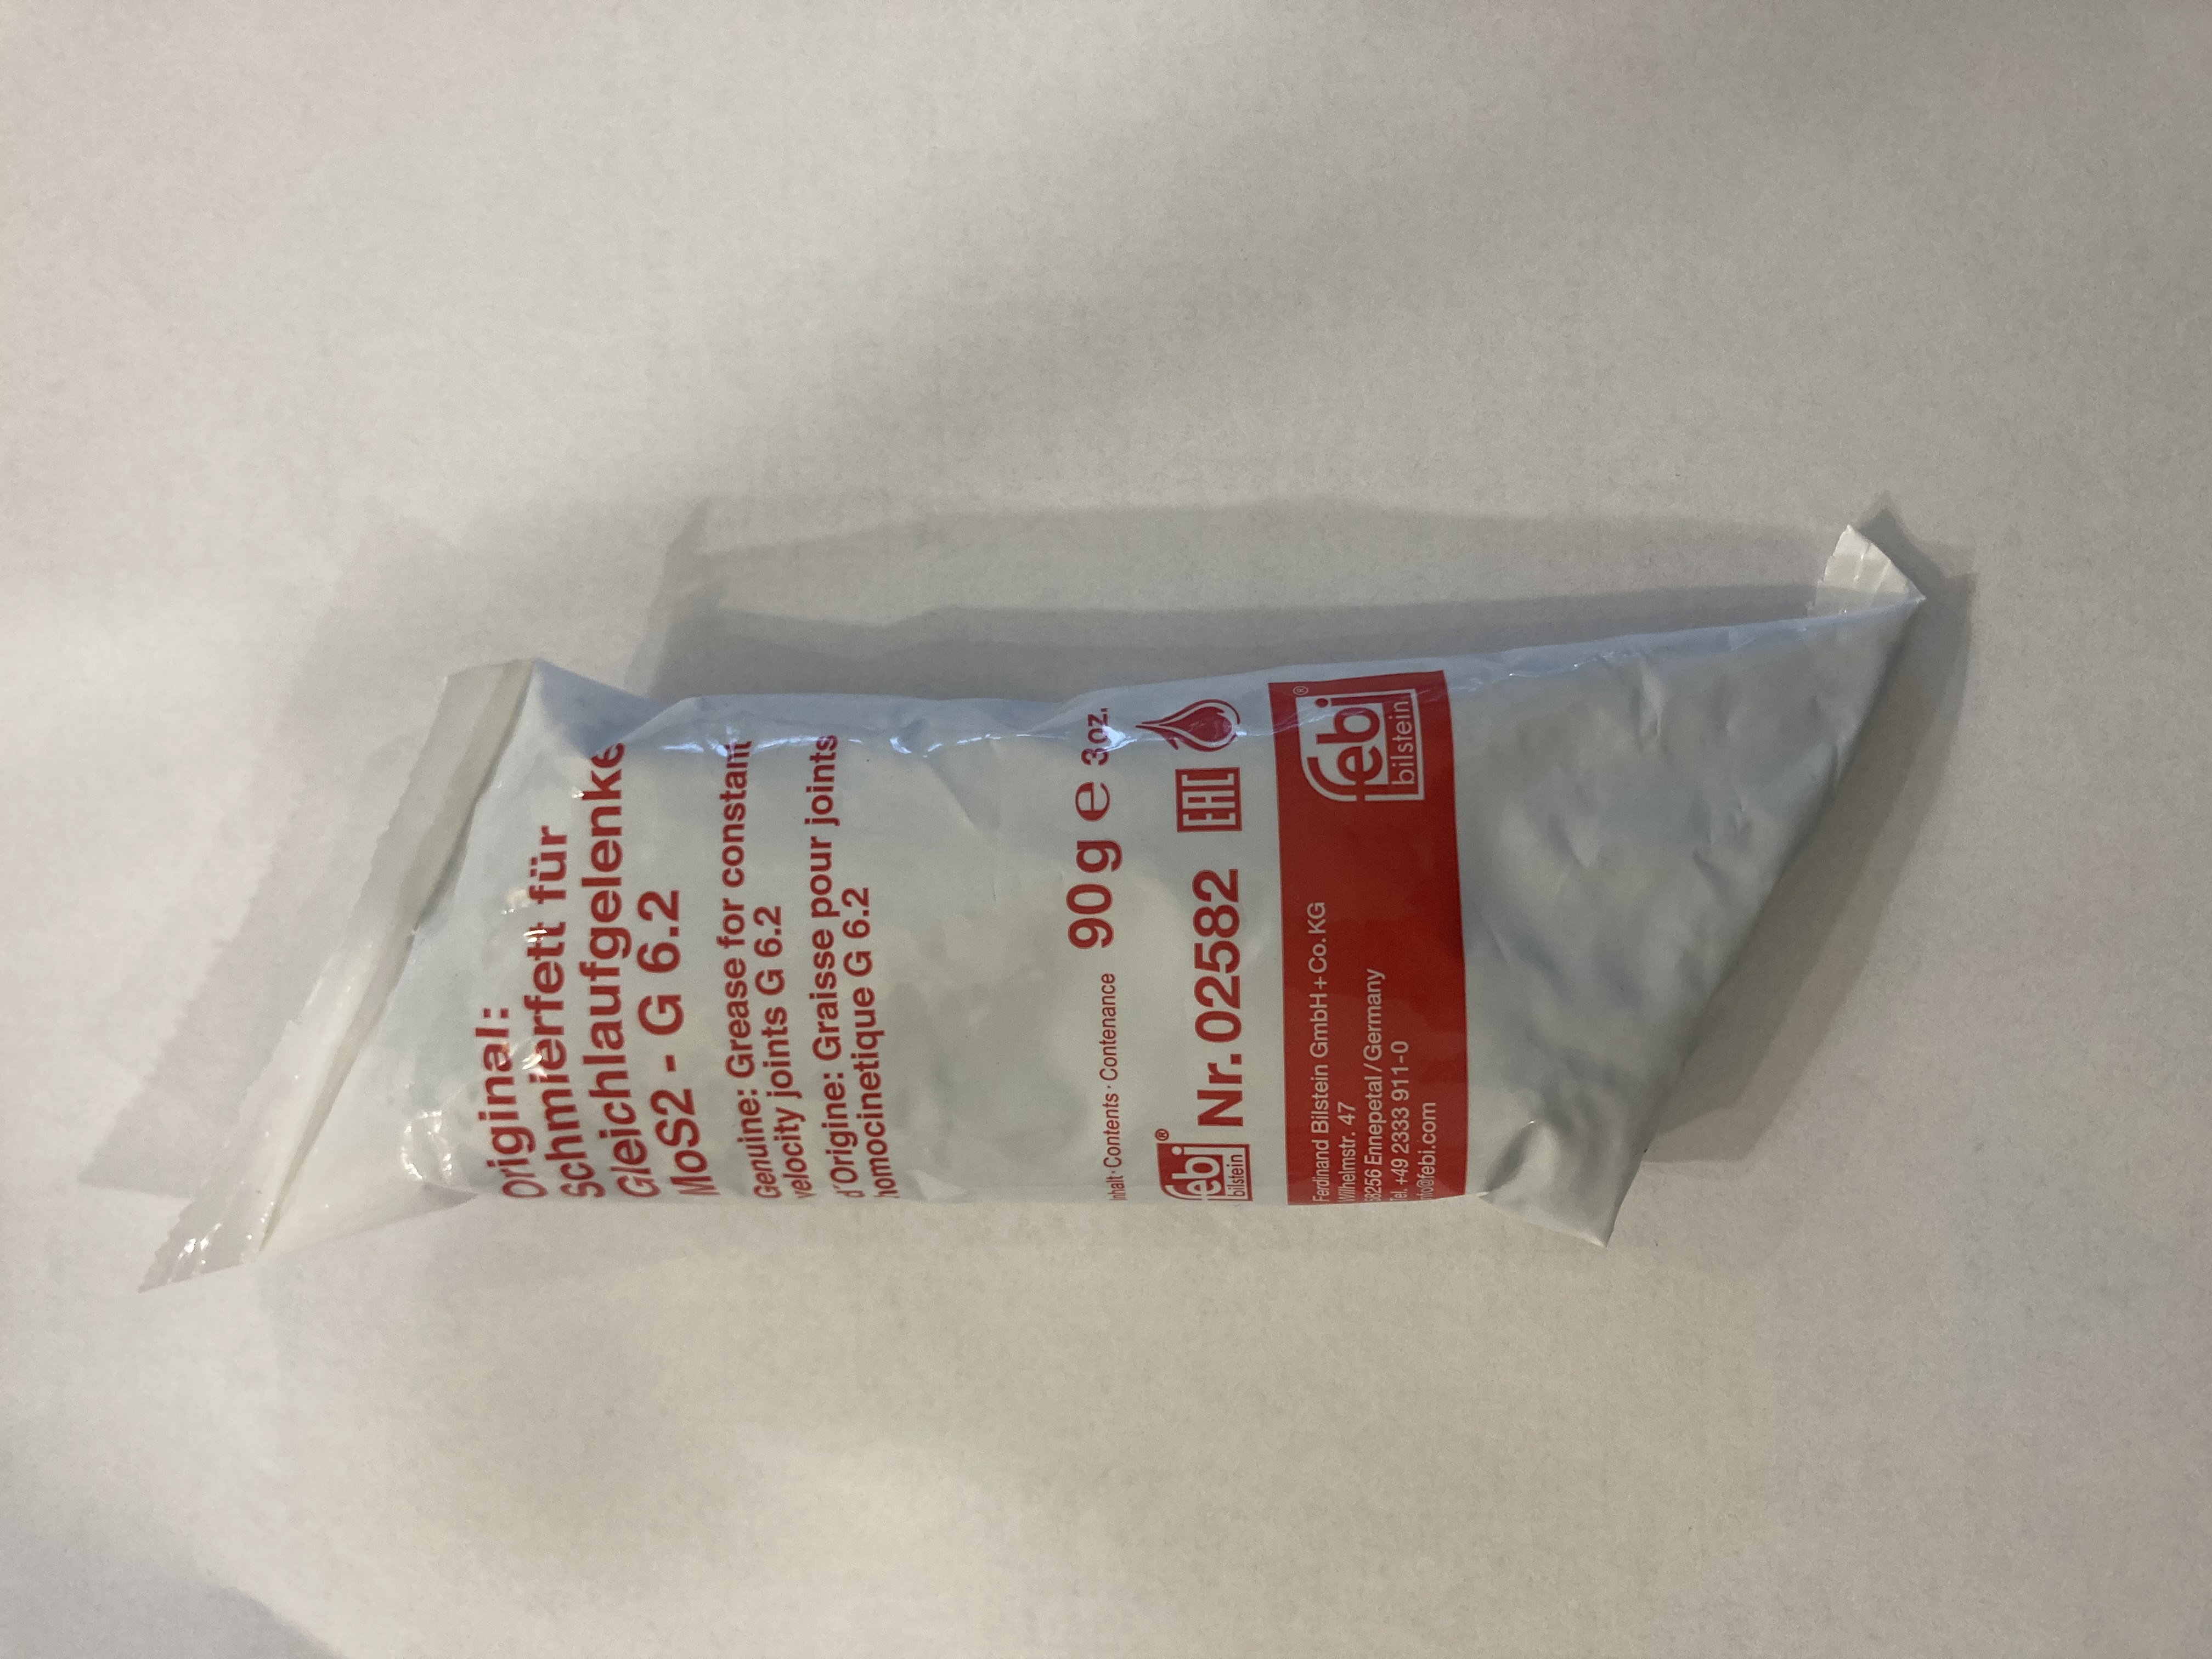 Original:
Schmierfett für
Gleichlaufgelenke
MoS2 - G 6.2
Genuine: Grease for constant
velocity joints G 6.2
d'Origine: Graisse pour joints
homocinetique G 6.2
Inhalt · Contents · Contenance 90 g e 3oz.
febi® bilstein Nr. 02582 EAC
Ferdinand Bilstein GmbH+Co. KG
Wilhelmstr. 47
58256 Ennepetal/Germany
Tel. +49 2333 911-0
info@febi.com
febi®
bilstein